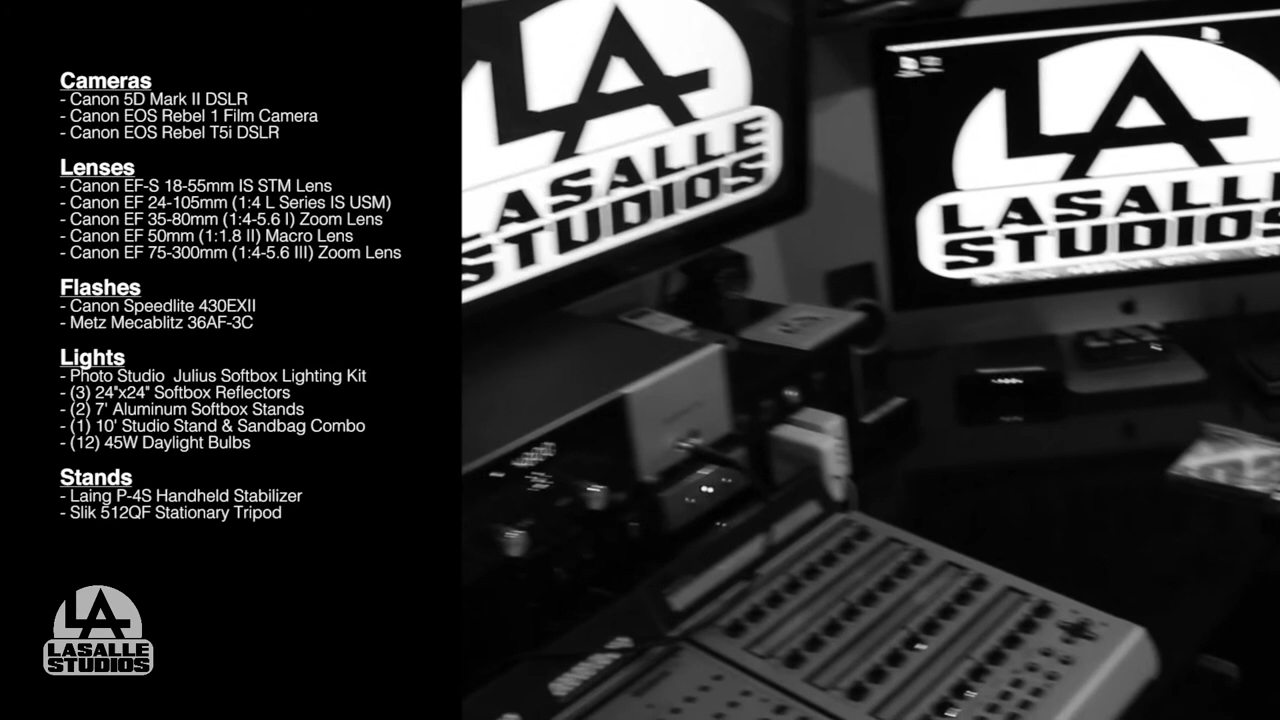 Cameras
- Canon 5D Mark II DSLR
- Canon EOS Rebel 1 Film Camera
- Canon EOS Rebel T5i DSLR
Lenses
- Canon EF-S 18-55mm IS STM Lens
- Canon EF 24-105mm (1:4 L Series IS USM)
- Canon EF 35-80mm (1:4-5.6 I) Zoom Lens
- Canon EF 50mm (1:1.8 II) Macro Lens
- Canon EF 75-300mm (1:4-5.6 III) Zoom Lens
Flashes
- Canon Speedlite 430EXII
- Metz Mecablitz 36AF-3C
Lights
- Photo Studio  Julius Softbox Lighting Kit
- (3) 24"x24" Softbox Reflectors
- (2) 7' Aluminum Softbox Stands
- (1) 10' Studio Stand & Sandbag Combo
- (12) 45W Daylight Bulbs
Stands
- Laing P-4S Handheld Stabilizer
- Slik 512QF Stationary Tripod
LA
LASALLE
STUDIOS
LA
LASALLE
STUDIOS
LA
LASALLE
STUDIOS